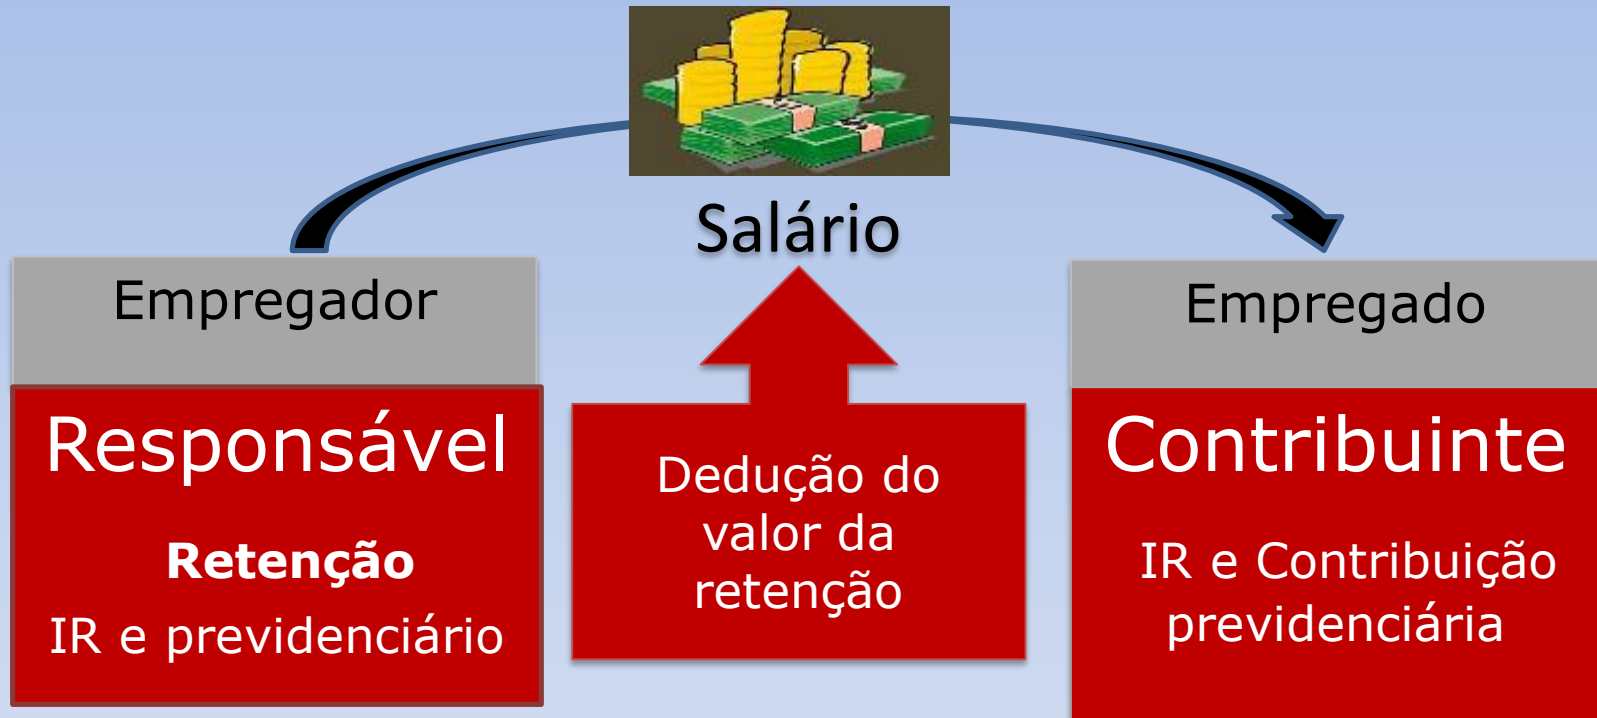 Salário
Empregador
Responsável
Retenção
IR e previdenciário
Dedução do
valor da
retenção
Empregado
Contribuinte
IR e Contribuição
previdenciária